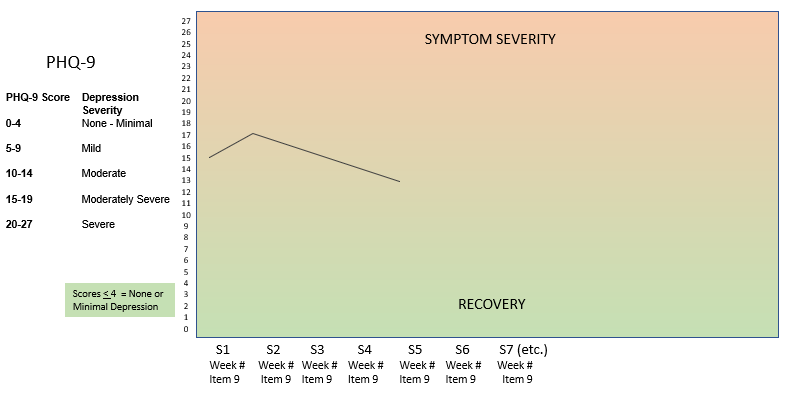 PHQ-9
PHQ-9 Score Depression Severity
0-4 None - Minimal
5-9 Mild
10-14 Moderate
15-19 Moderately Severe
20-27 Severe
Scores ≤ 4 = None or
Minimal Depression
27
26
25
24
23
22
21
20
19
18
17
16
15
14
13
12
11
10
9
8
7
6
5
4
3
2
1
0
SYMPTOM SEVERITY
RECOVERY
S1 S2 S3 S4 S5 S6 S7 (etc.)
Week # Week # Week # Week # Week # Week # Week #
Item 9 Item 9 Item 9 Item 9 Item 9 Item 9 Item 9